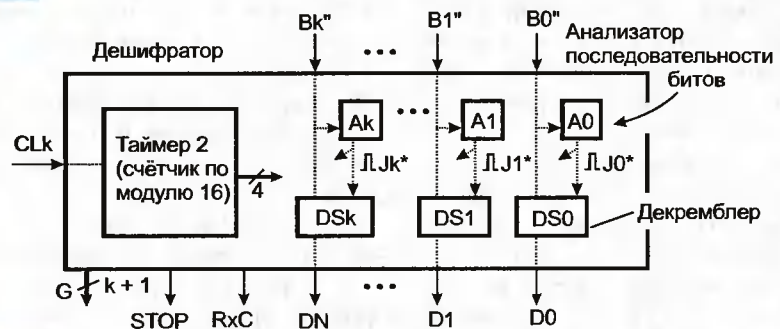 Bk" ••• B1" B0"
Дешифратор
Анализатор
последовательности
битов
CLk
Таймер 2
(счётчик по
модулю 16)
4
Ak ••• A1 A0
Jk* J1* J0*
DSk DS1 DS0
Декремблер
G k + 1
STOP RxC DN ••• D1 D0